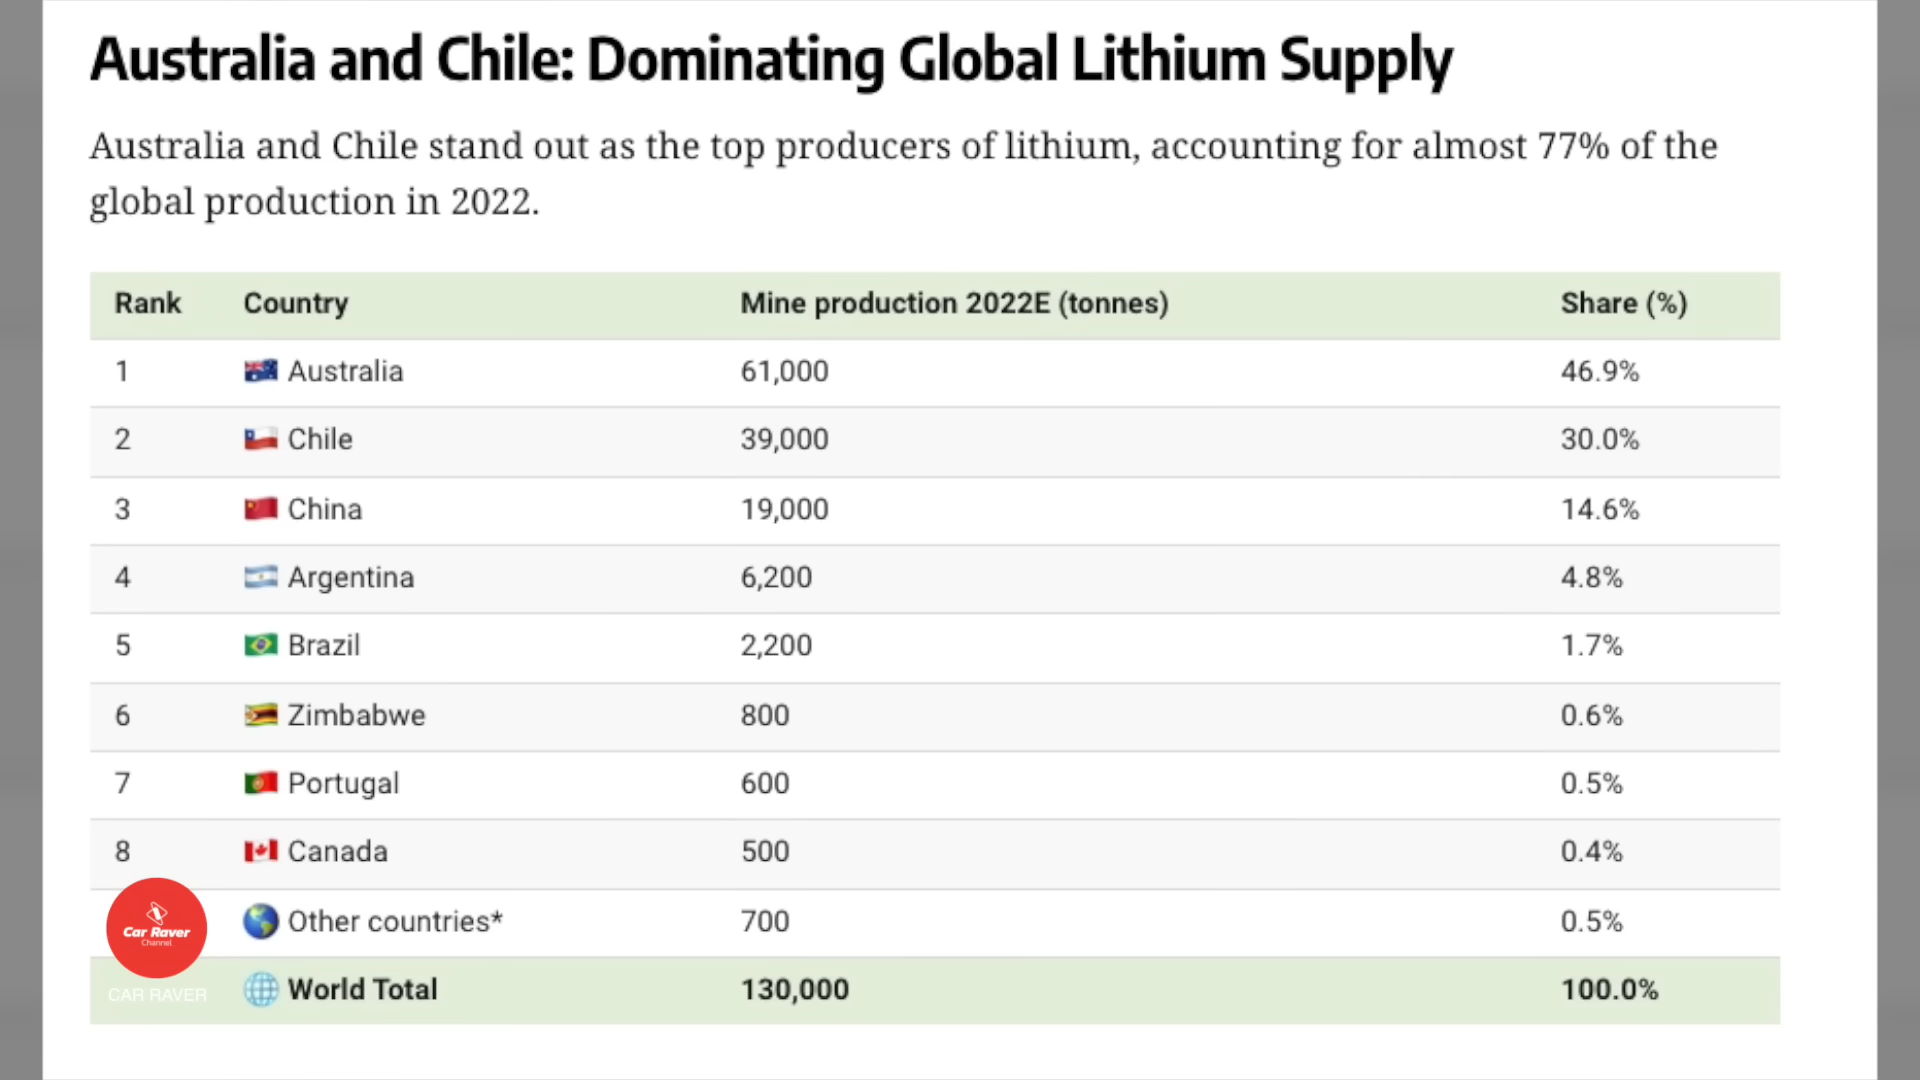 Australia and Chile: Dominating Global Lithium Supply
Australia and Chile stand out as the top producers of lithium, accounting for almost 77% of the
global production in 2022.
Rank Country Mine production 2022E (tonnes) Share (%)
1 Australia 61,000 46.9%
2 Chile 39,000 30.0%
3 China 19,000 14.6%
4 Argentina 6,200 4.8%
5 Brazil 2,200 1.7%
6 Zimbabwe 800 0.6%
7 Portugal 600 0.5%
8 Canada 500 0.4%
Other countries* 700 0.5%
World Total 130,000 100.0%
Car Raver
Channel
CAR RAVER